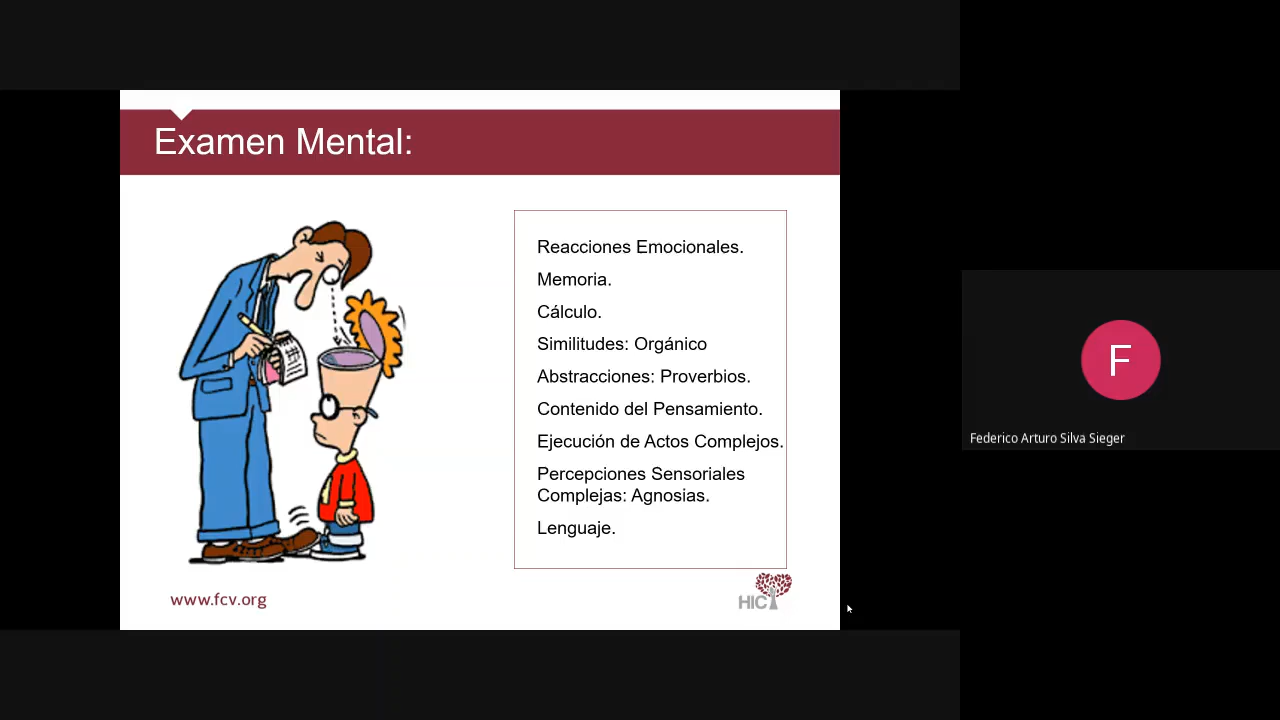 Examen Mental:
Reacciones Emocionales.
Memoria.
Cálculo.
Similitudes: Orgánico
Abstracciones: Proverbios.
Contenido del Pensamiento.
Ejecución de Actos Complejos.
Percepciones Sensoriales
Complejas: Agnosias.
Lenguaje.
www.fcv.org
HIC
F
Federico Arturo Silva Sieger